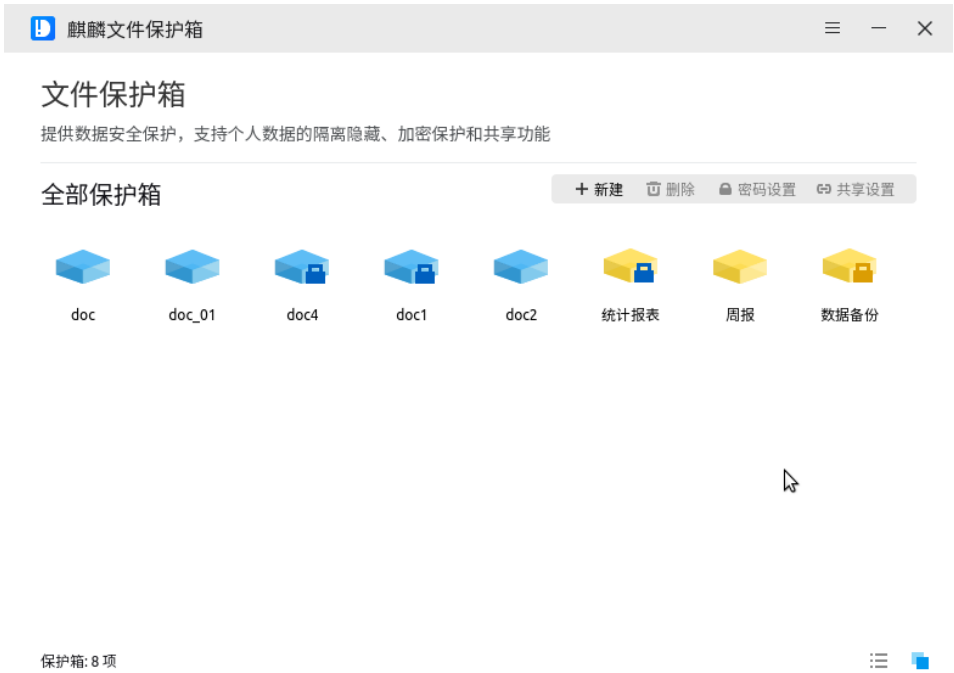 麒麟文件保护箱
文件保护箱
提供数据安全保护，支持个人数据的隔离隐藏、加密保护和共享功能
全部保护箱
新建 删除 密码设置 共享设置
doc doc_01 doc4 doc1 doc2 统计报表 周报 数据备份
保护箱: 8 项